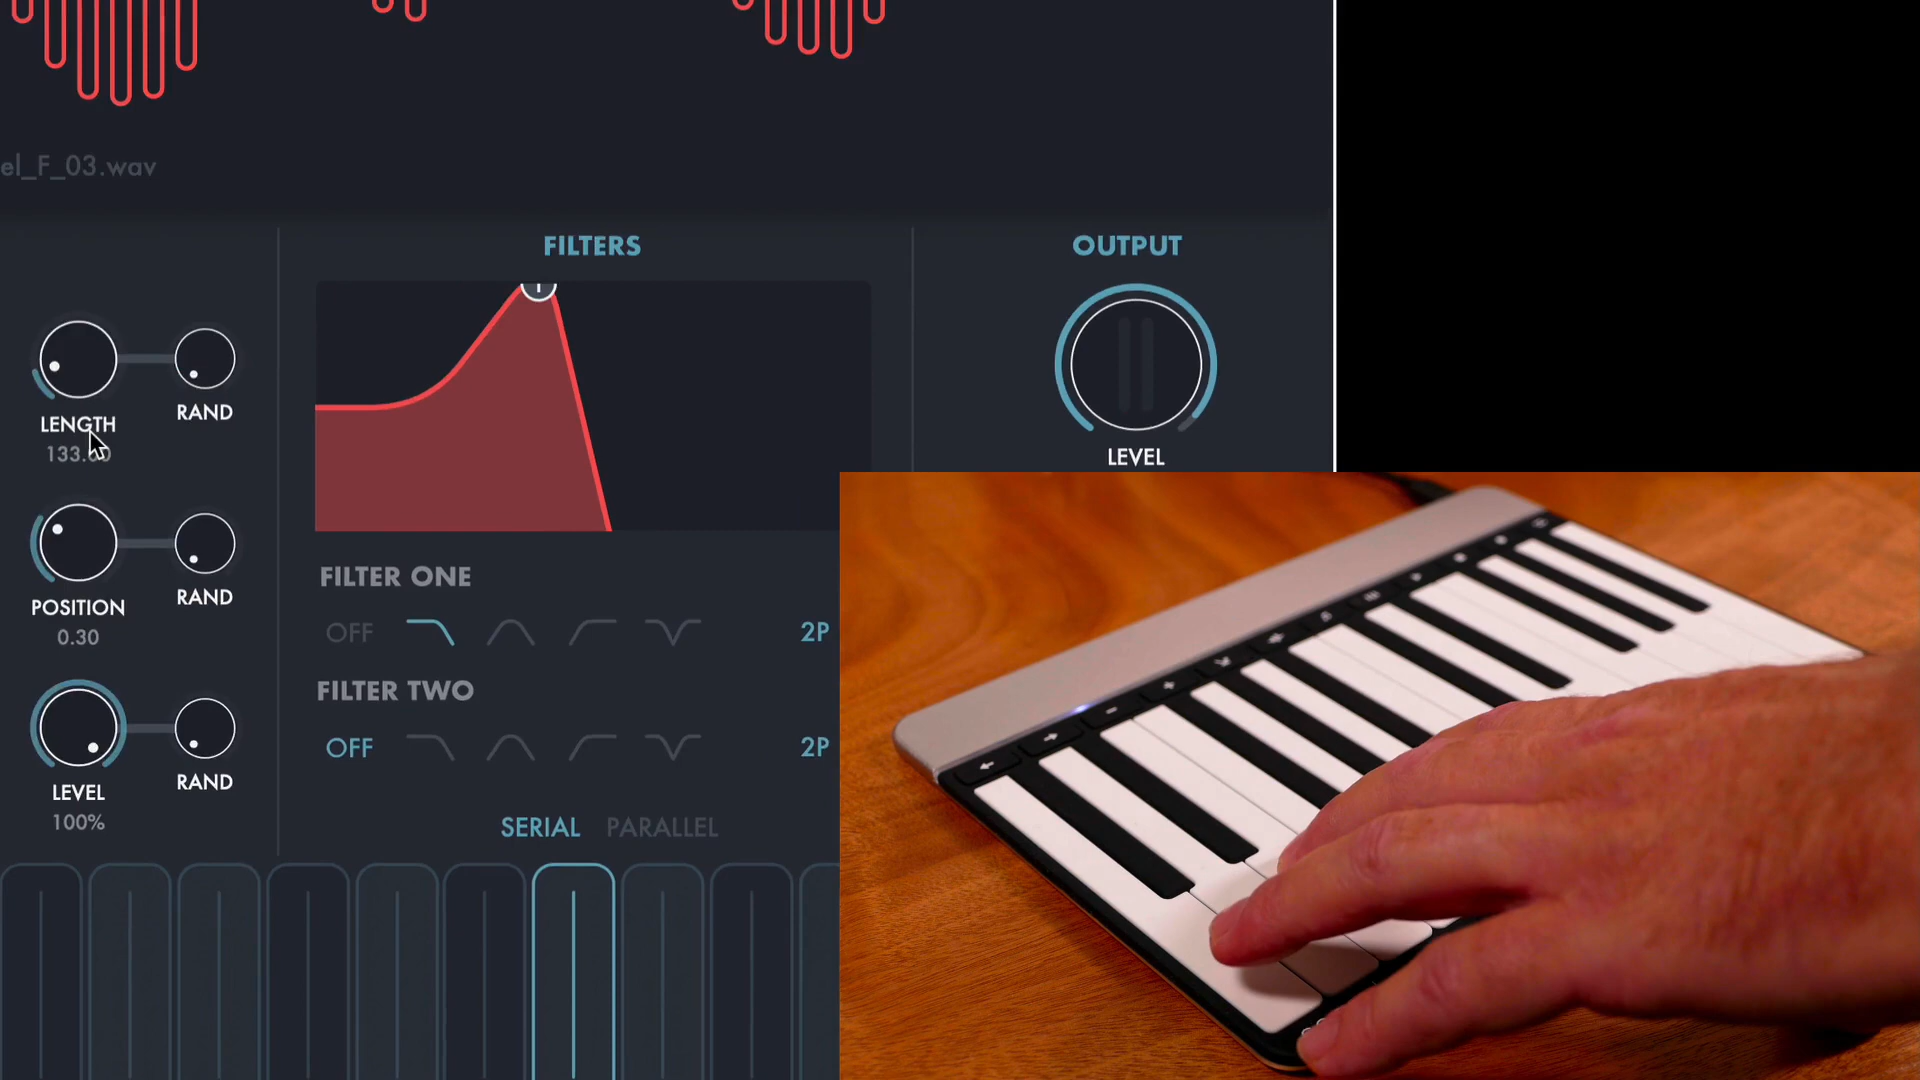 el_F_03.wav
FILTERS
OUTPUT
LENGTH
RAND
LEVEL
POSITION
RAND
0.30
FILTER ONE
OFF
2P
FILTER TWO
OFF
2P
LEVEL
RAND
100%
SERIAL PARALLEL